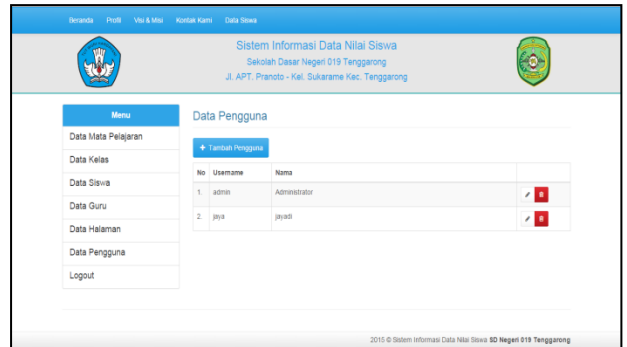 Beranda Profil Visi & Misi Kontak Kami Data Siswa
Sistem Informasi Data Nilai Siswa
Sekolah Dasar Negeri 019 Tenggarong
Jl. APT. Pranoto - Kel. Sukarame Kec. Tenggarong
Menu
Data Mata Pelajaran
Data Kelas
Data Siswa
Data Guru
Data Halaman
Data Pengguna
Logout
Data Pengguna
+ Tambah Pengguna
No Username Nama
1. admin Administrator
2. jaya jayadi
2015 © Sistem Informasi Data Nilai Siswa SD Negeri 019 Tenggarong